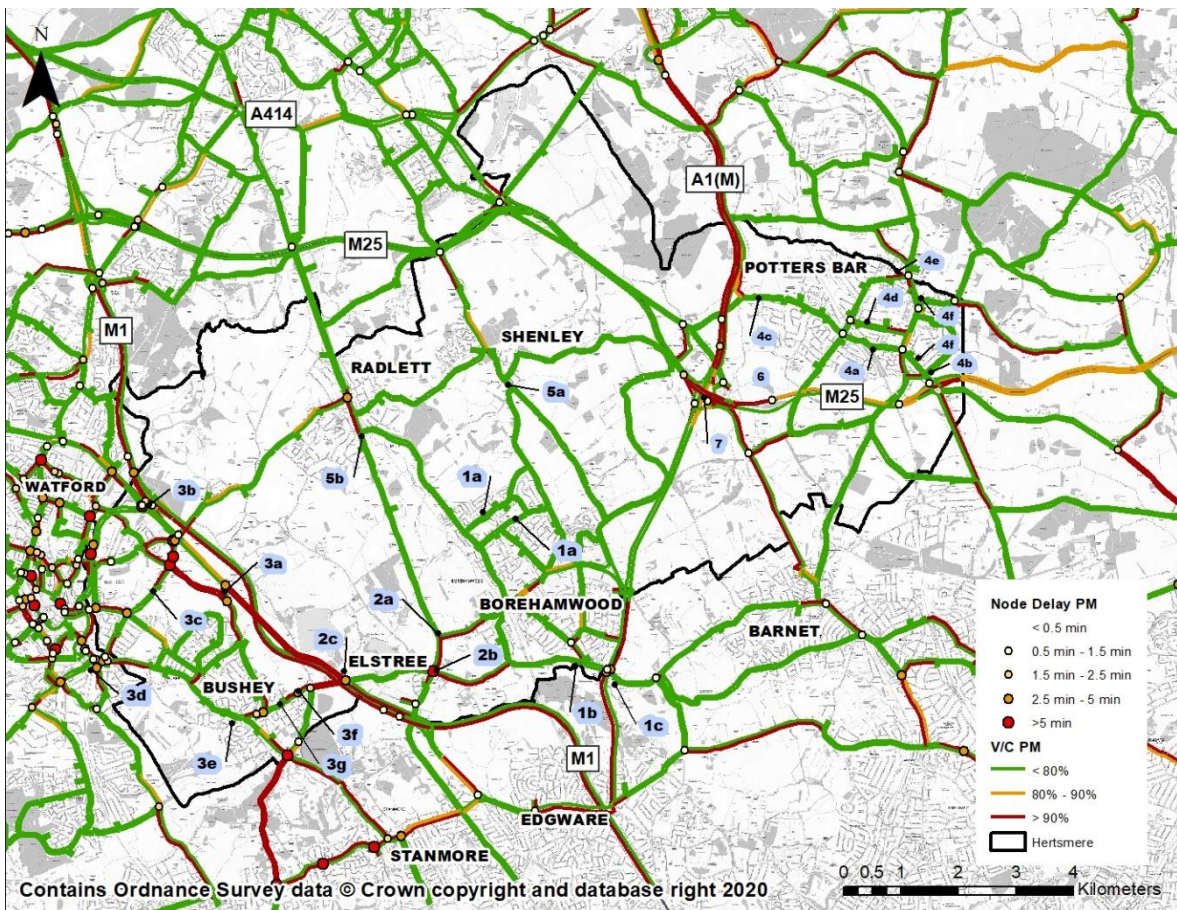 N
A414
A1(M)
M25
POTTERS BAR
4e
4d
4f
M1
SHENLEY
4c
4f
RADLETT
4a
4b
6
5a
M25
7
5b
1a
WATFORD
3b
1a
3a
2a
BOREHAMWOOD
3c
2c
ELSTREE
2b
BARNET
BUSHEY
3d
1b
1c
3f
3e
3g
M1
EDGWARE
STANMORE
Node Delay PM
< 0.5 min
0.5 min - 1.5 min
1.5 min - 2.5 min
2.5 min - 5 min
>5 min
V/C PM
< 80%
80% - 90%
> 90%
Hertsmere
0 0.5 1 2 3 4
Kilometers
Contains Ordnance Survey data © Crown copyright and database right 2020